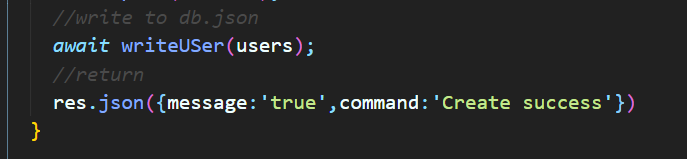 //write to db.json
await writeUSer(users);
//return
res.json({message:'true',command:'Create success'})
}